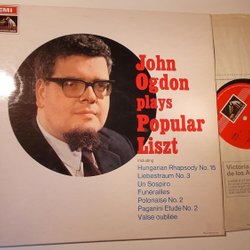 EMI
John
Ogdon
plays
Popular
Liszt
including
Hungarian Rhapsody No. 15
Liebestraum No. 3
Un Sospiro
Funérailles
Polonaise No. 2
Paganini Etude No. 2
Valse oubliée
Victoria
de los A